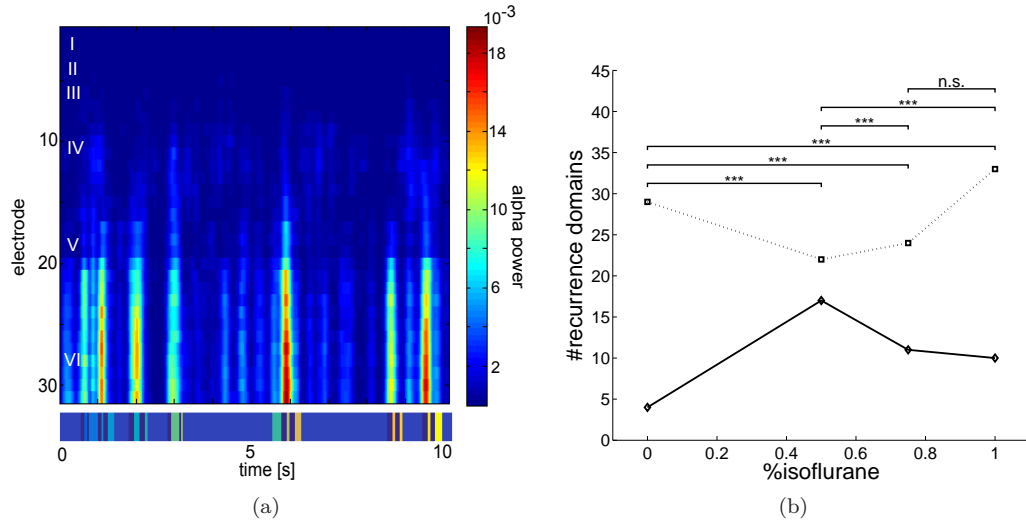 I
II
III
IV
V
VI
10
20
30
electrode
0
5
10
time [s]
10-3
18
14
10
6
2
alpha power
(a)
45
40
35
30
25
20
15
10
5
0
#recurrence domains
n.s.
***
***
***
***
***
0
0.2
0.4
0.6
0.8
1
%isoflurane
(b)